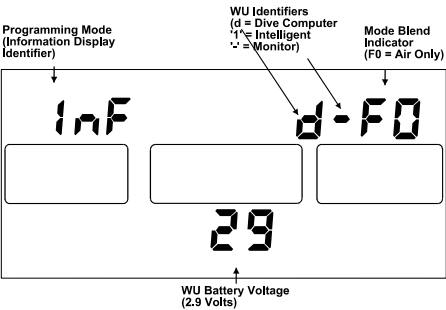 Programming Mode
(Information Display
Identifier)
WU Identifiers
(d = Dive Computer
'1' = Intelligent
'-' = Monitor)
Mode Blend
Indicator
(F0 = Air Only)
InF
d-F0
29
WU Battery Voltage
(2.9 Volts)